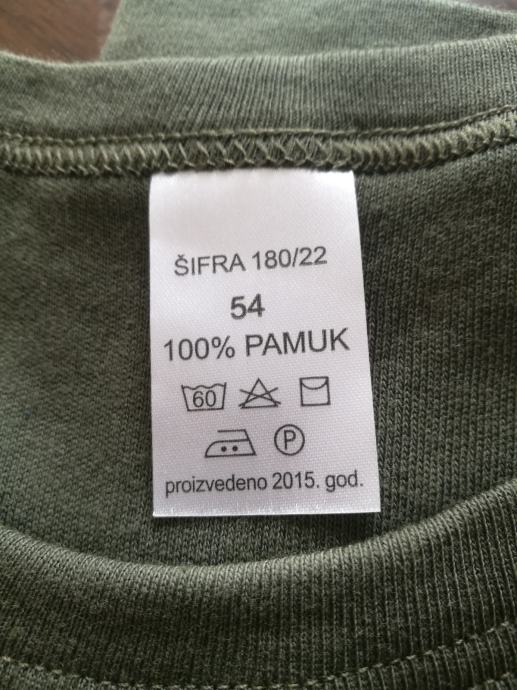 ŠIFRA 180/22
54
100% PAMUK
60
P
proizvedeno 2015. god.